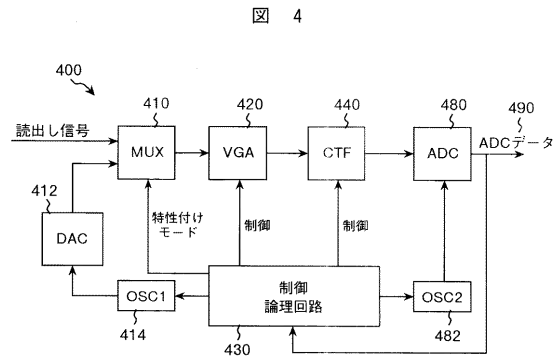 図 4
400
410
420
440
480
490
読出し信号
MUX
VGA
CTF
ADC
ADCデータ
412
DAC
特性付け
モード
制御
制御
OSC1
制御
論理回路
OSC2
414
430
482